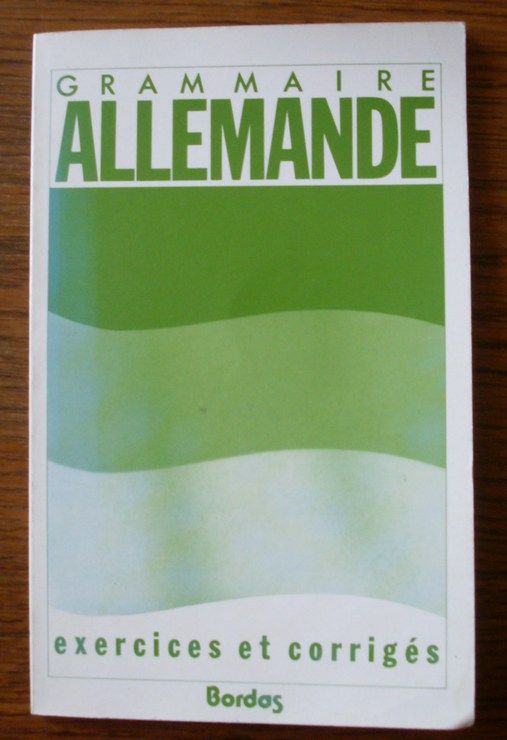 GRAMMAIRE
ALLEMANDE
exercices et corrigés
Bordas